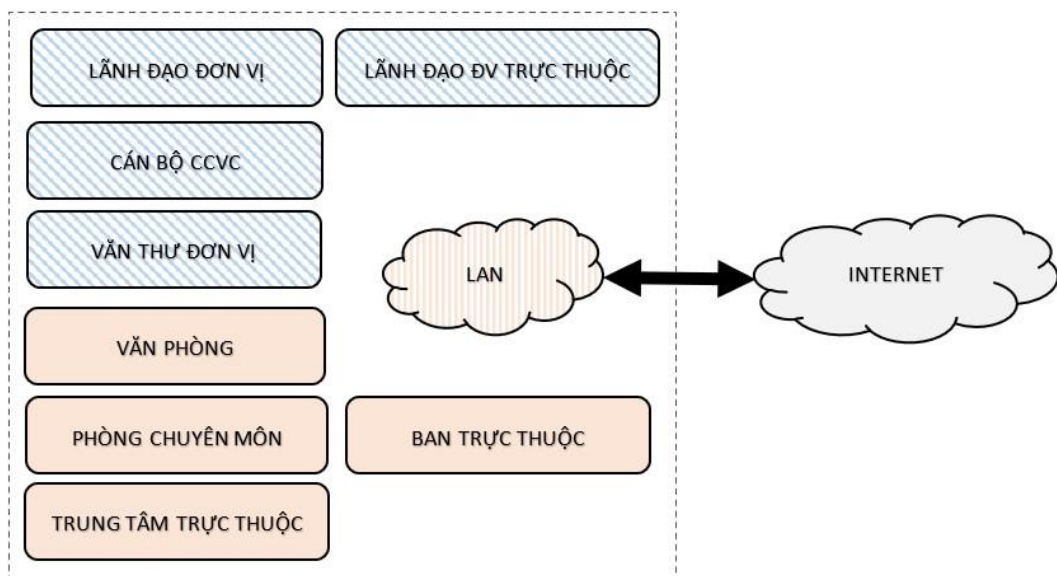 LÃNH ĐẠO ĐƠN VỊ
LÃNH ĐẠO ĐV TRỰC THUỘC
CÁN BỘ CCVC
VĂN THƯ ĐƠN VỊ
LAN
INTERNET
VĂN PHÒNG
PHÒNG CHUYÊN MÔN
BAN TRỰC THUỘC
TRUNG TÂM TRỰC THUỘC